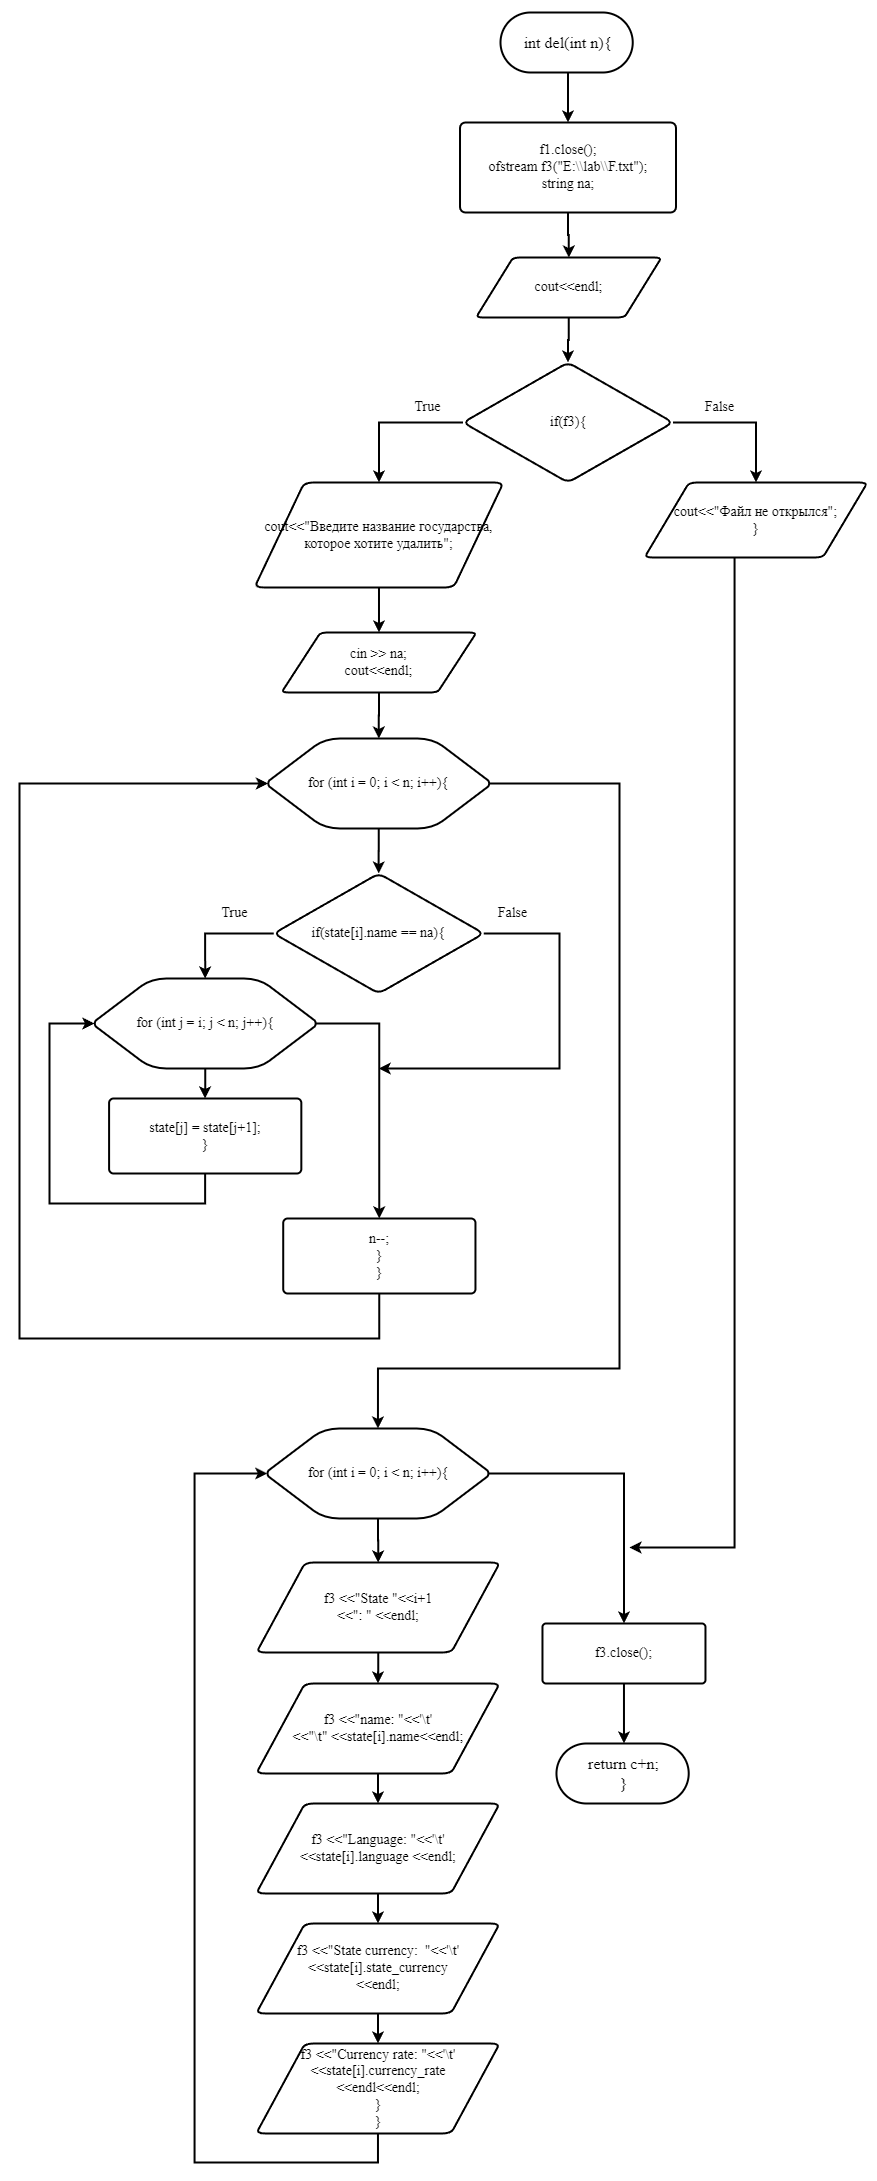 int del(int n){
f1.close();
ofstream f3("E:\\lab\\F.txt");
string na;
cout<<endl;
if(f3){
True
False
cout<<"Введите название государства,
которое хотите удалить";
cout<<"Файл не открылся";
}
cin >> na;
cout<<endl;
for (int i = 0; i < n; i++){
if(state[i].name == na){
True
False
for (int j = i; j < n; j++){
state[j] = state[j+1];
}
n--;
}
}
for (int i = 0; i < n; i++){
f3 <<"State "<<i+1
<<": " <<endl;
f3 <<"name: "<<'\t'
<<"\t" <<state[i].name<<endl;
f3 <<"Language: "<<'\t'
<<state[i].language <<endl;
f3 <<"State currency:  "<<'\t'
<<state[i].state_currency
<<endl;
f3 <<"Currency rate: "<<'\t'
<<state[i].currency_rate
<<endl<<endl;
}
}
f3.close();
return c+n;
}